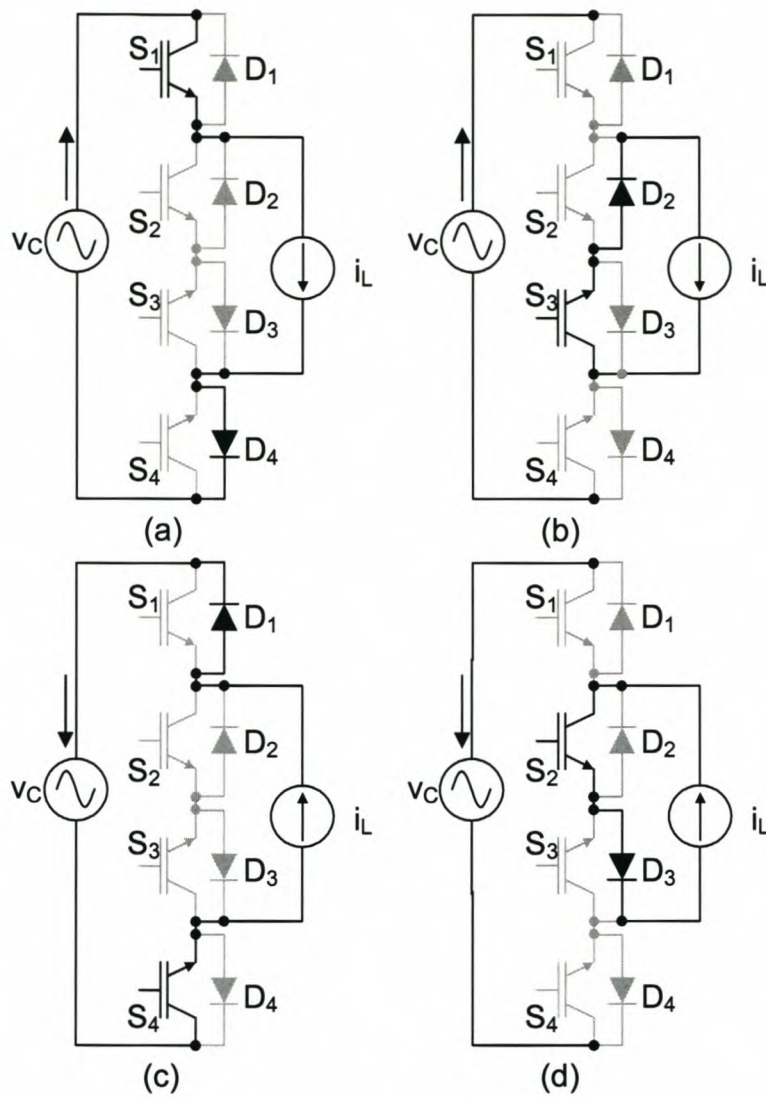 S1 D1
S2 D2
vC
S3 D3
iL
S4 D4
(a)
S1 D1
S2 D2
vC
S3 D3
iL
S4 D4
(b)
S1 D1
S2 D2
vC
S3 D3
iL
S4 D4
(c)
S1 D1
S2 D2
vC
S3 D3
iL
S4 D4
(d)